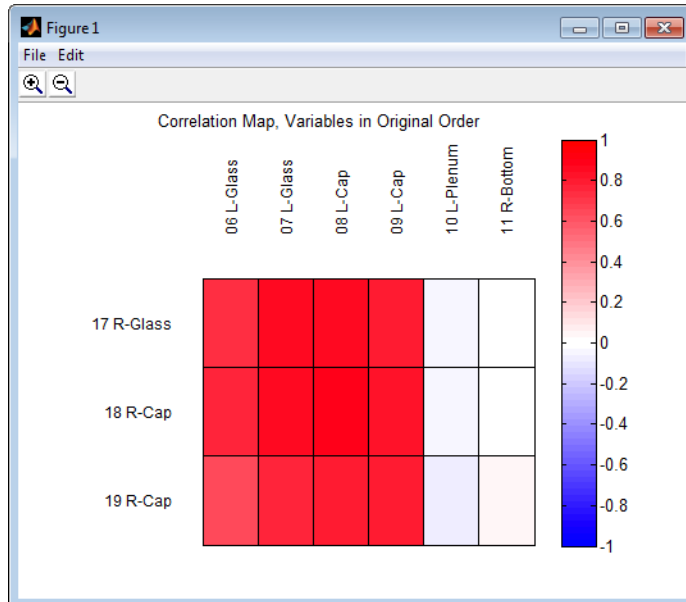 Figure 1
File Edit
Correlation Map, Variables in Original Order
06 L-Glass
07 L-Glass
08 L-Cap
09 L-Cap
10 L-Plenum
11 R-Bottom
17 R-Glass
18 R-Cap
19 R-Cap
1
0.8
0.6
0.4
0.2
0
-0.2
-0.4
-0.6
-0.8
-1